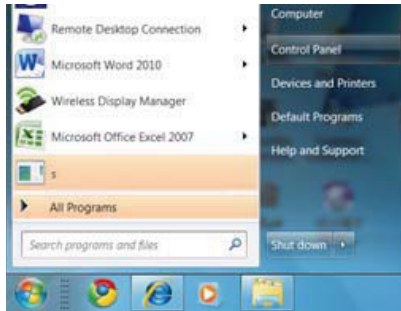 Remote Desktop Connection
Microsoft Word 2010
Wireless Display Manager
Microsoft Office Excel 2007
s
All Programs
Search programs and files
Computer
Control Panel
Devices and Printers
Default Programs
Help and Support
Shut down